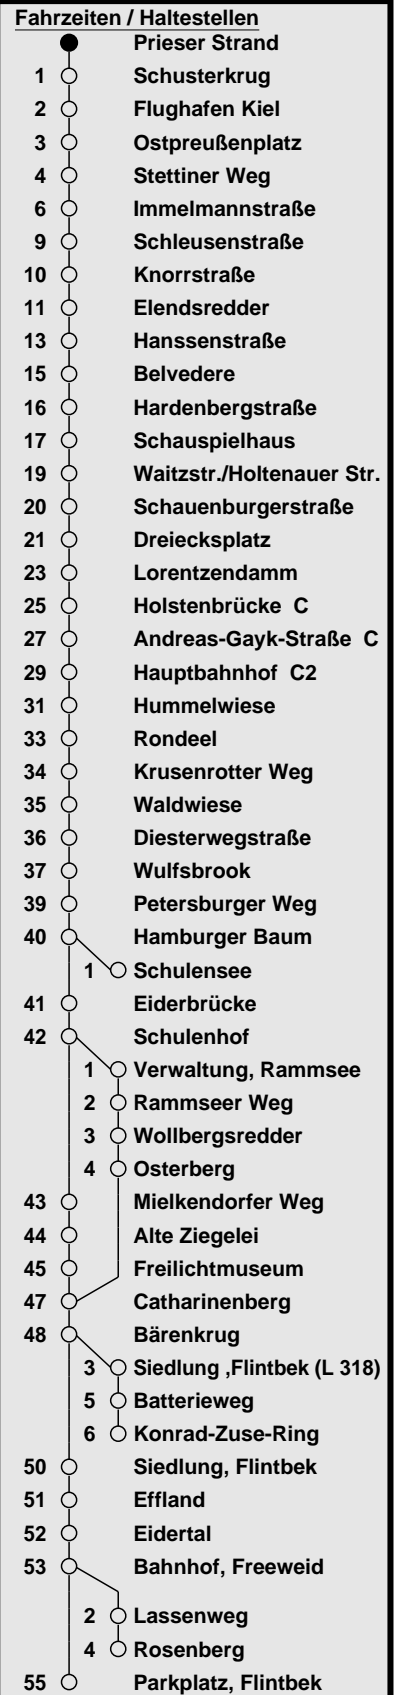 Fahrzeiten / Haltestellen
Prieser Strand
1 Schusterkrug
2 Flughafen Kiel
3 Ostpreußenplatz
4 Stettiner Weg
6 Immelmannstraße
9 Schleusenstraße
10 Knorrstraße
11 Elendsredder
13 Hanssenstraße
15 Belvedere
16 Hardenbergstraße
17 Schauspielhaus
19 Waitzstr./Holtenauer Str.
20 Schauenburgerstraße
21 Dreiecksplatz
23 Lorentzendamm
25 Holstenbrücke C
27 Andreas-Gayk-Straße C
29 Hauptbahnhof C2
31 Hummelwiese
33 Rondeel
34 Krusenrotter Weg
35 Waldwiese
36 Diesterwegstraße
37 Wulfsbrook
39 Petersburger Weg
40 Hamburger Baum
1 Schulensee
41 Eiderbrücke
42 Schulenhof
1 Verwaltung, Rammsee
2 Rammseer Weg
3 Wollbergsredder
4 Osterberg
43 Mielkendorfer Weg
44 Alte Ziegelei
45 Freilichtmuseum
47 Catharinenberg
48 Bärenkrug
3 Siedlung ,Flintbek (L 318)
5 Batterieweg
6 Konrad-Zuse-Ring
50 Siedlung, Flintbek
51 Effland
52 Eidertal
53 Bahnhof, Freeweid
2 Lassenweg
4 Rosenberg
55 Parkplatz, Flintbek